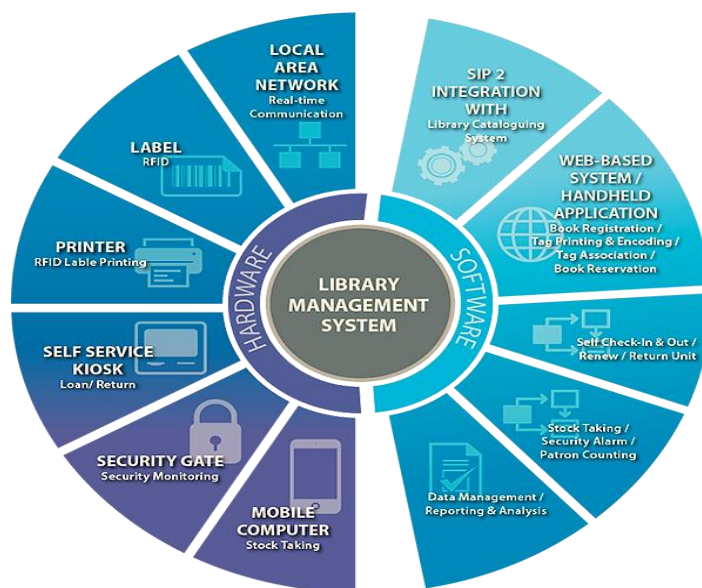 LOCAL
AREA
NETWORK
Real-time
Communication
LABEL
RFID
PRINTER
RFID Lable Printing
SELF SERVICE
KIOSK
Loan/ Return
SECURITY GATE
Security Monitoring
MOBILE
COMPUTER
Stock Taking
HARDWARE
LIBRARY
MANAGEMENT
SYSTEM
SOFTWARE
SIP 2
INTEGRATION
WITH
Library Cataloguing
System
WEB-BASED
SYSTEM /
HANDHELD
APPLICATION
Book Registration /
Tag Printing & Encoding /
Tag Association /
Book Reservation
Self Check-In & Out /
Renew / Return Unit
Stock Taking /
Security Alarm /
Patron Counting
Data Management /
Reporting & Analysis